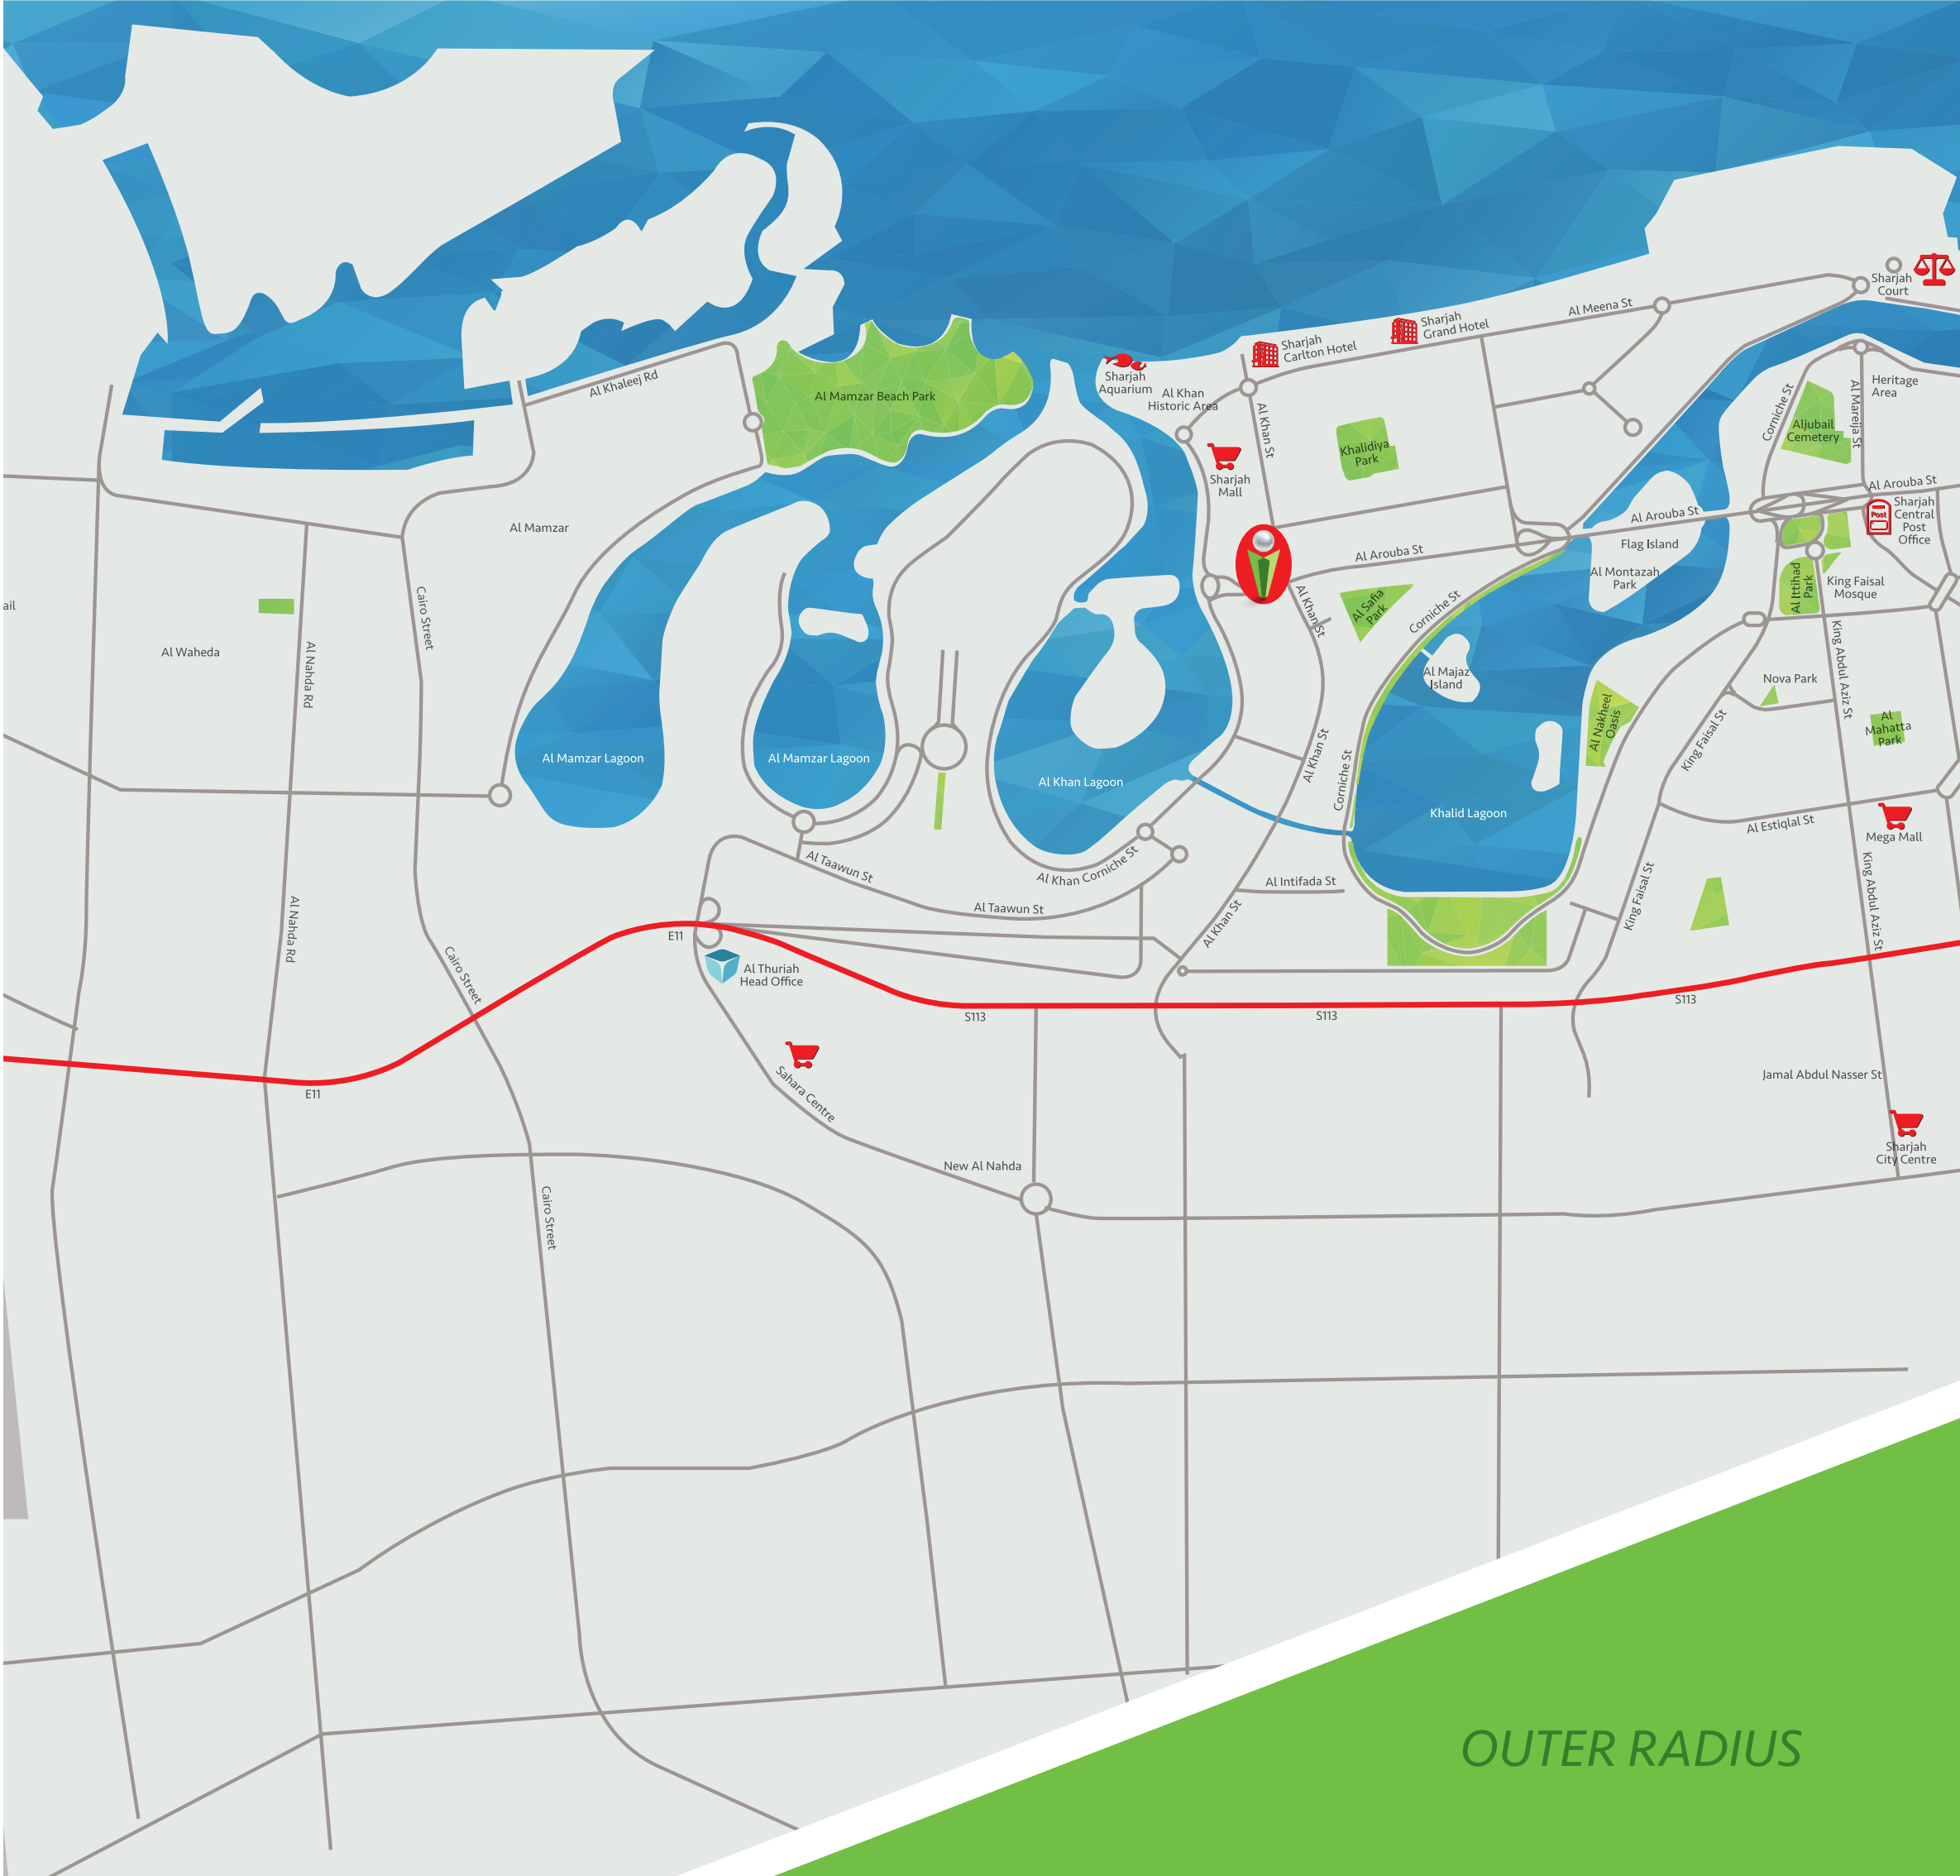 Sharjah
Court
Al Meena St
Sharjah
Grand Hotel
Sharjah
Carlton Hotel
Sharjah
Aquarium
Al Khan
Historic Area
Al Khaleej Rd
Al Mamzar Beach Park
Al Khan St
Khalidiya
Park
Corniche St
Al Mareija St
Heritage
Area
Aljubail
Cemetery
Sharjah
Mall
Al Arouba St
Al Arouba St
Al Arouba St
Post
Sharjah
Central
Post
Office
Al Mamzar
Flag Island
Al Montazah
Park
Al Ittihad
Park
King Faisal
Mosque
Al Safia
Park
Corniche St
Al Khan St
ail
Cairo Street
Al Waheda
Al Nahda Rd
Al Majaz
Island
Nova Park
King Abdul Aziz St
Al Nakheel
Oasis
Al
Mahatta
Park
King Faisal St
Al Mamzar Lagoon
Al Mamzar Lagoon
Al Khan Lagoon
Al Khan St
Corniche St
Khalid Lagoon
Al Estiqlal St
Mega Mall
Al Taawun St
Al Khan Corniche St
Al Intifada St
Al Taawun St
Al Khan St
King Faisal St
King Abdul Aziz St
Al Nahda Rd
E11
Cairo Street
Al Thuriah
Head Office
S113
S113
S113
Sahara Centre
E11
Jamal Abdul Nasser St
Sharjah
City Centre
New Al Nahda
Cairo Street
OUTER RADIUS